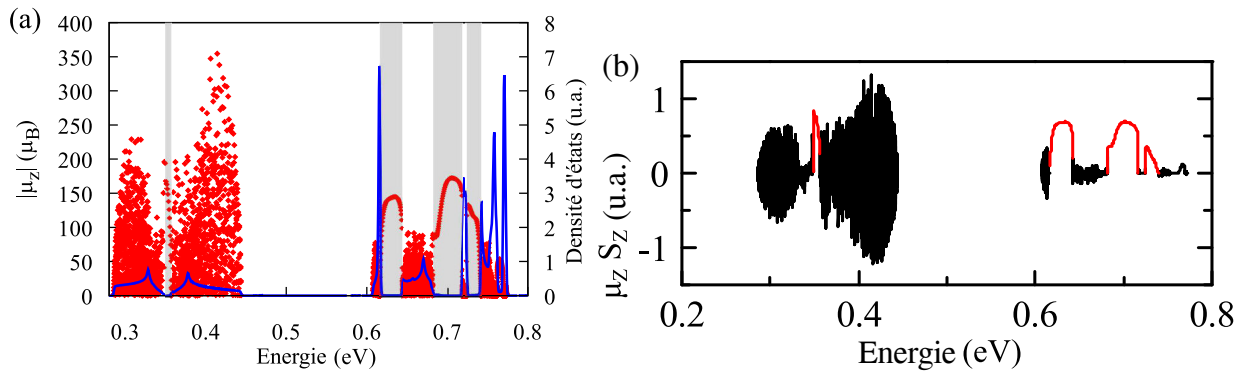 (a)
400
350
300
250
200
150
100
50
0
|μZ| (μB)
8
7
6
5
4
3
2
1
0
Densité d'états (u.a.)
0.3 0.4 0.5 0.6 0.7 0.8
Energie (eV)
(b)
1
0
-1
μZ SZ (u.a.)
0.2 0.4 0.6 0.8
Energie (eV)